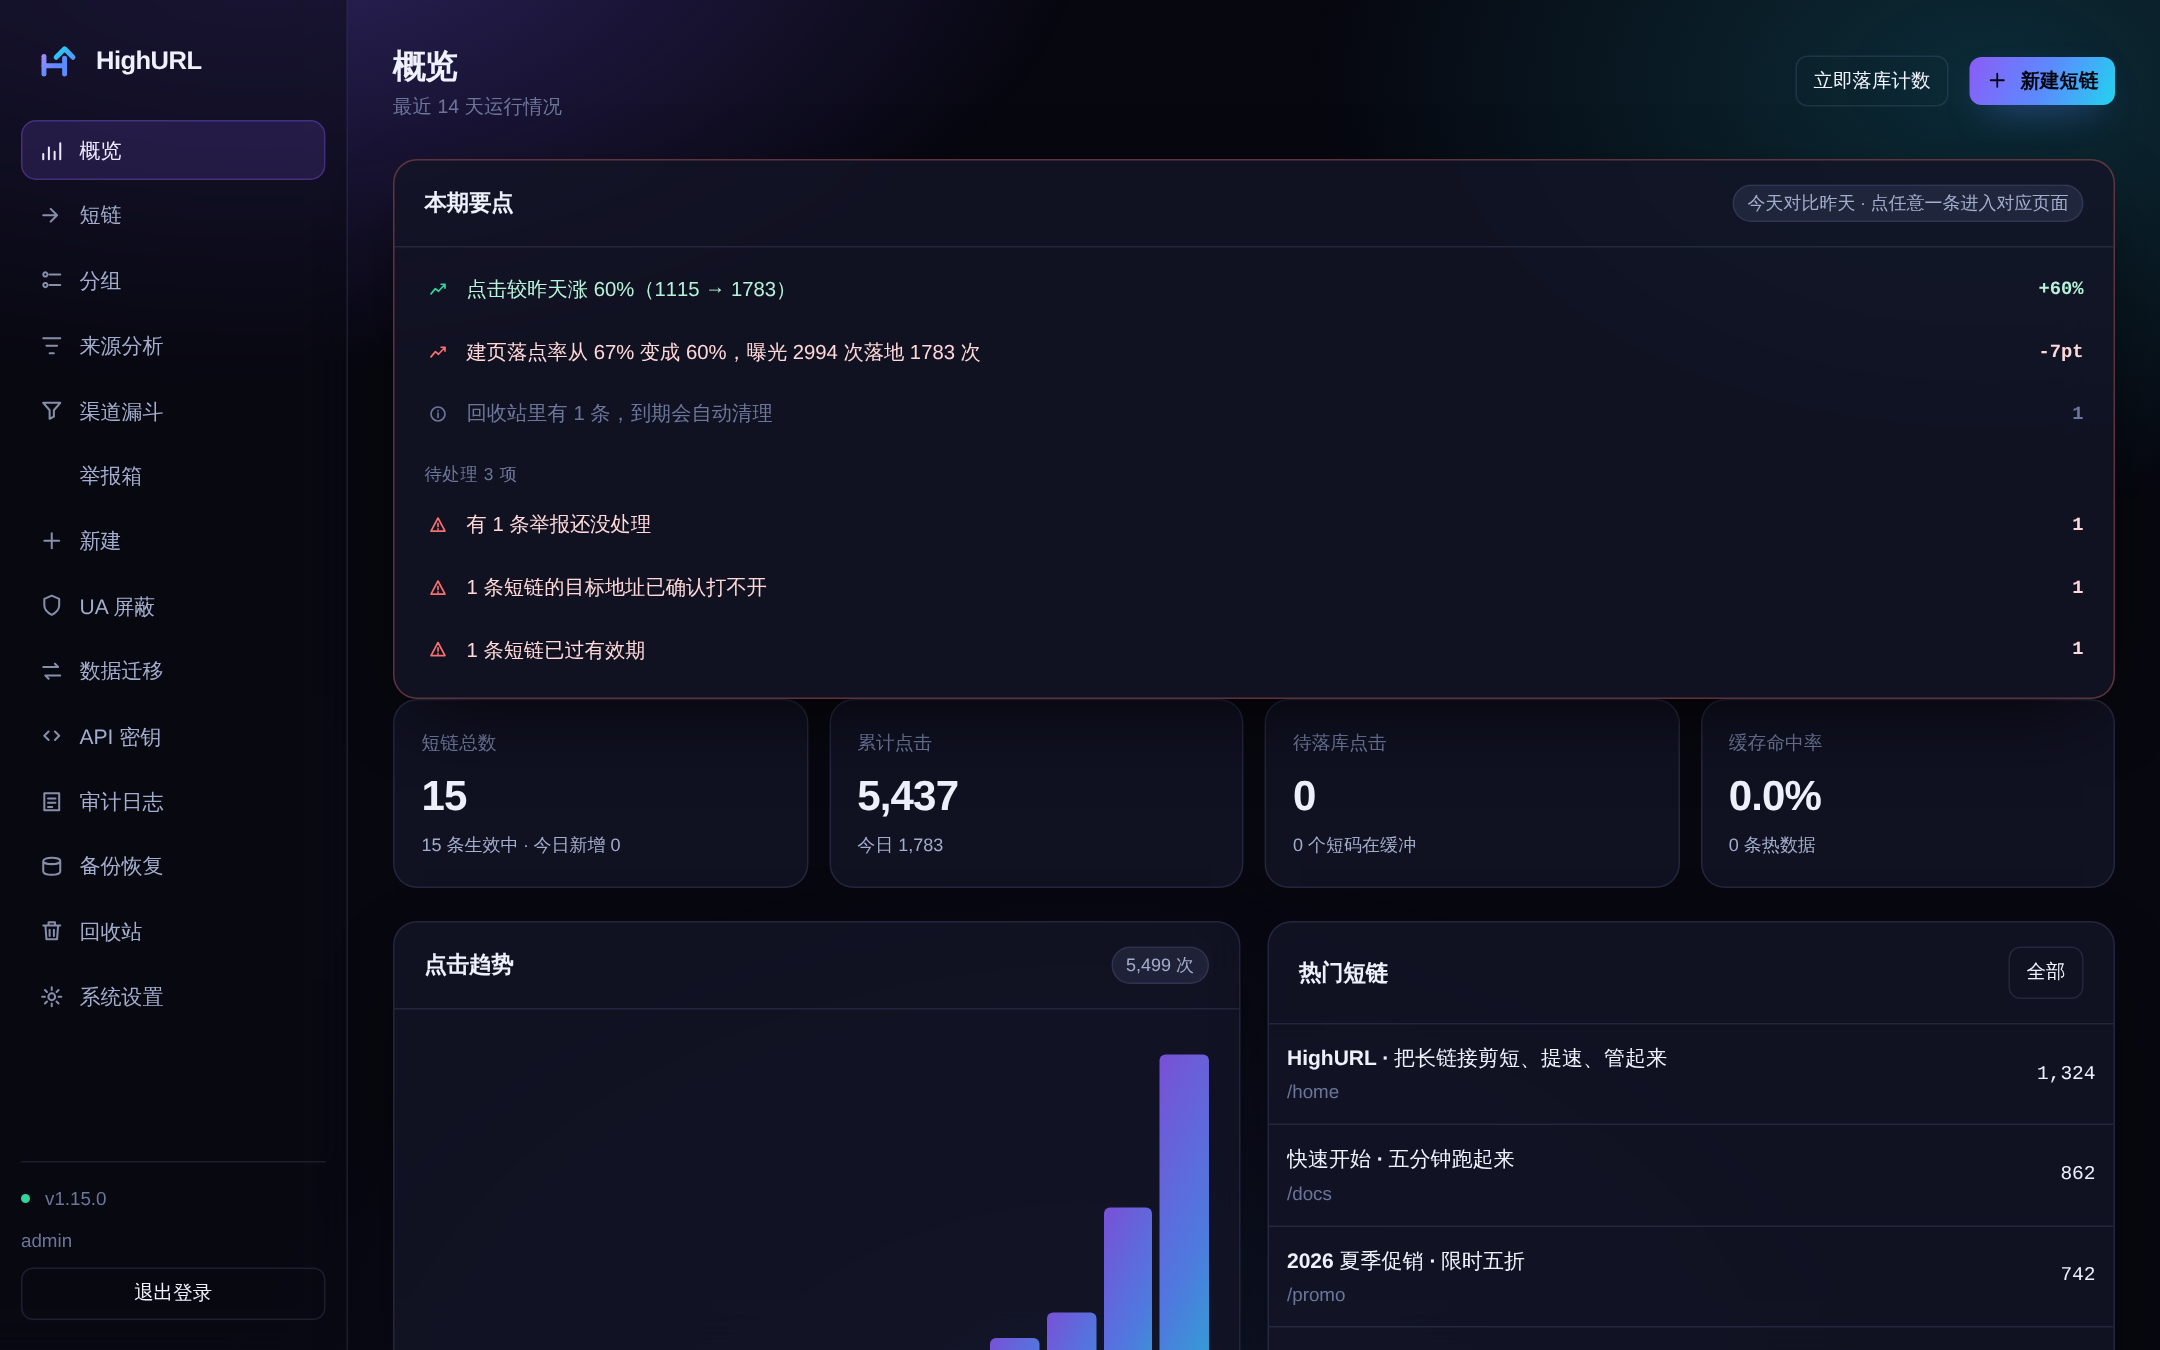 HighURL
概览
短链
分组
来源分析
渠道漏斗
举报箱
新建
UA 屏蔽
数据迁移
API 密钥
审计日志
备份恢复
回收站
系统设置
v1.15.0
admin
退出登录
概览
最近 14 天运行情况
立即落库计数
新建短链
本期要点
今天对比昨天 · 点任意一条进入对应页面
点击较昨天涨 60%（1115 → 1783）
+60%
建页落点率从 67% 变成 60%，曝光 2994 次落地 1783 次
-7pt
回收站里有 1 条，到期会自动清理
1
待处理 3 项
有 1 条举报还没处理
1
1 条短链的目标地址已确认打不开
1
1 条短链已过有效期
1
短链总数
15
15 条生效中 · 今日新增 0
累计点击
5,437
今日 1,783
待落库点击
0
0 个短码在缓冲
缓存命中率
0.0%
0 条热数据
点击趋势
5,499 次
热门短链
全部
HighURL · 把长链接剪短、提速、管起来
/home
1,324
快速开始 · 五分钟跑起来
/docs
862
2026 夏季促销 · 限时五折
/promo
742